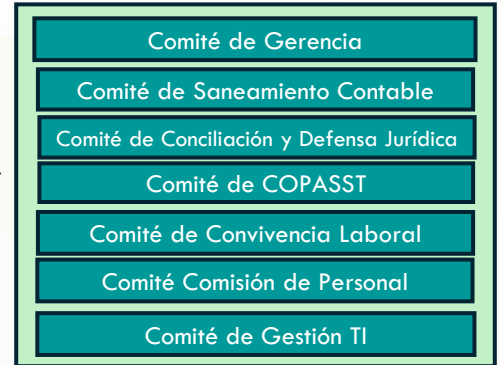 Comité de Gerencia
Comité de Saneamiento Contable
Comité de Conciliación y Defensa Jurídica
Comité de COPASST
Comité de Convivencia Laboral
Comité Comisión de Personal
Comité de Gestión TI